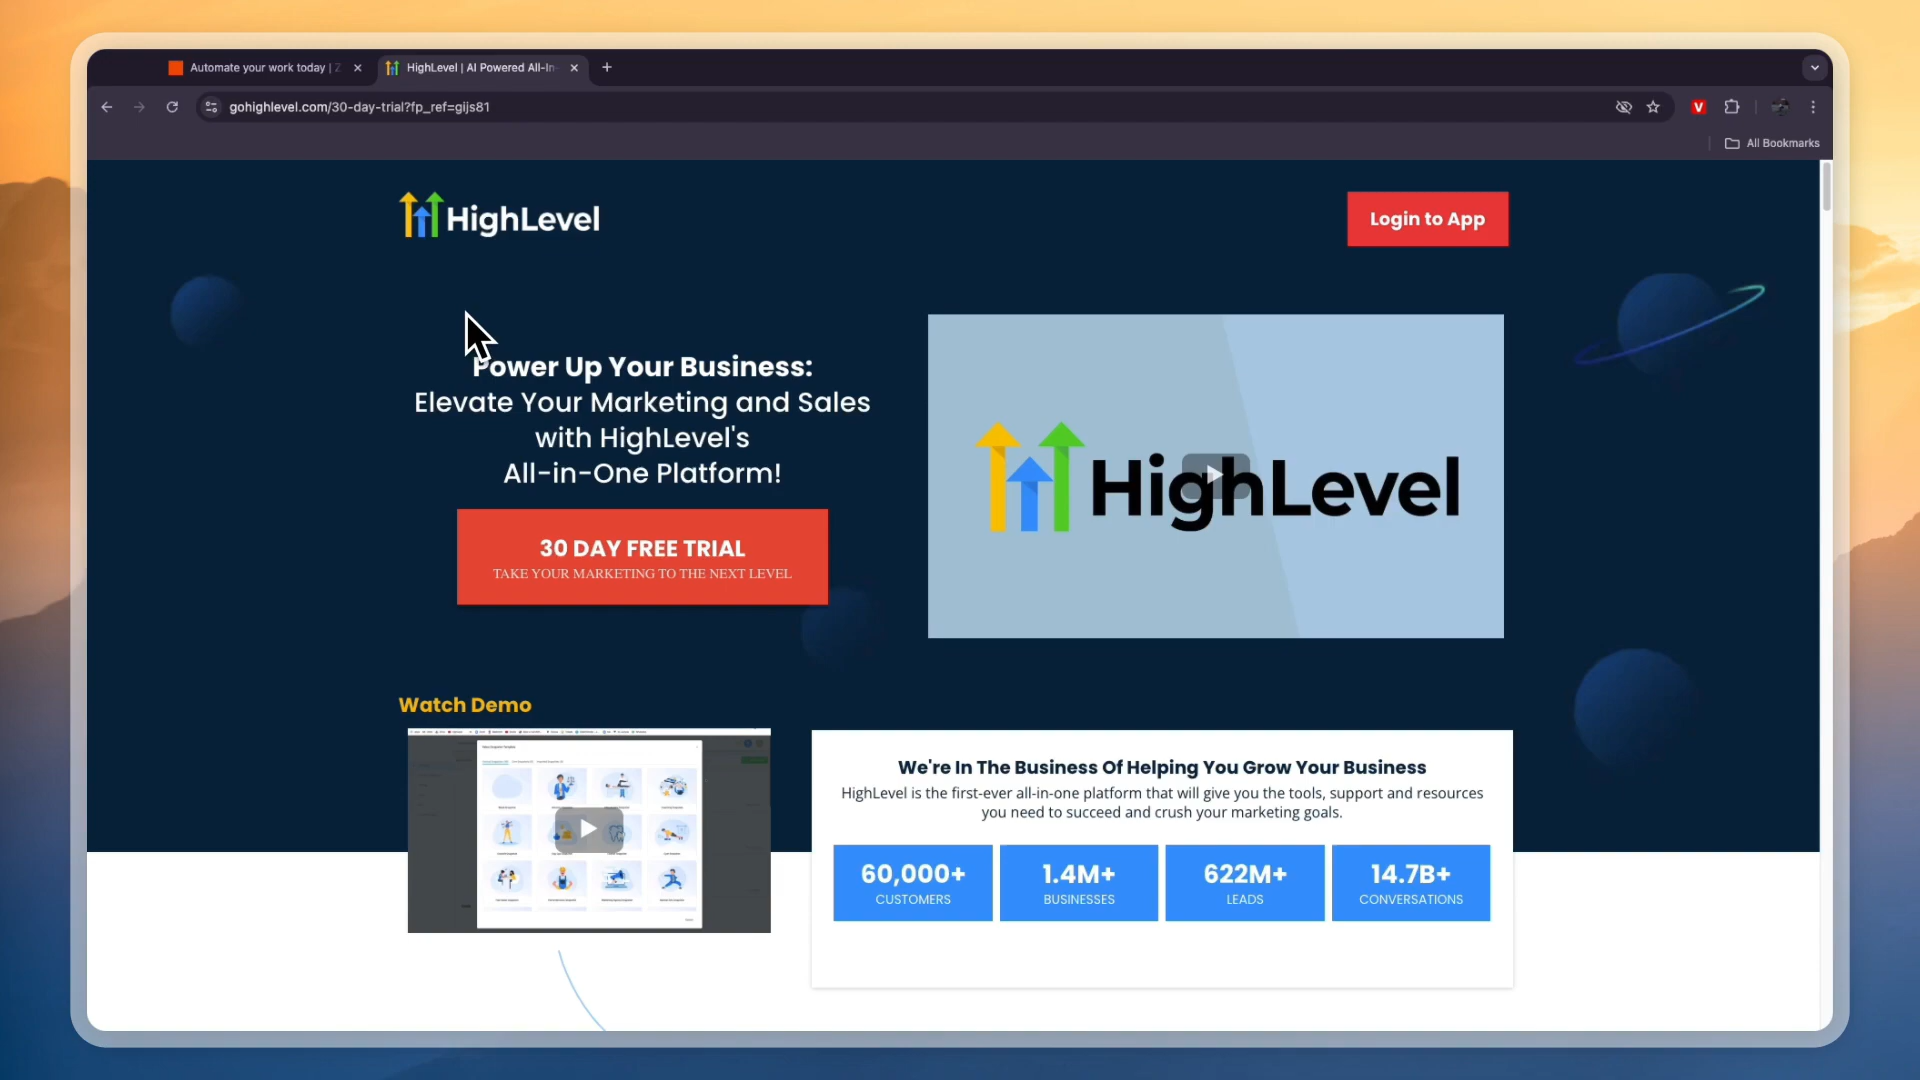 Automate your work today | Z
HighLevel | AI Powered All-In-
gohighlevel.com/30-day-trial?fp_ref=gijs81
All Bookmarks
HighLevel
Login to App
Power Up Your Business:
Elevate Your Marketing and Sales
with HighLevel's
All-in-One Platform!
30 DAY FREE TRIAL
TAKE YOUR MARKETING TO THE NEXT LEVEL
HighLevel
Watch Demo
We're In The Business Of Helping You Grow Your Business
HighLevel is the first-ever all-in-one platform that will give you the tools, support and resources
you need to succeed and crush your marketing goals.
60,000+
CUSTOMERS
1.4M+
BUSINESSES
622M+
LEADS
14.7B+
CONVERSATIONS